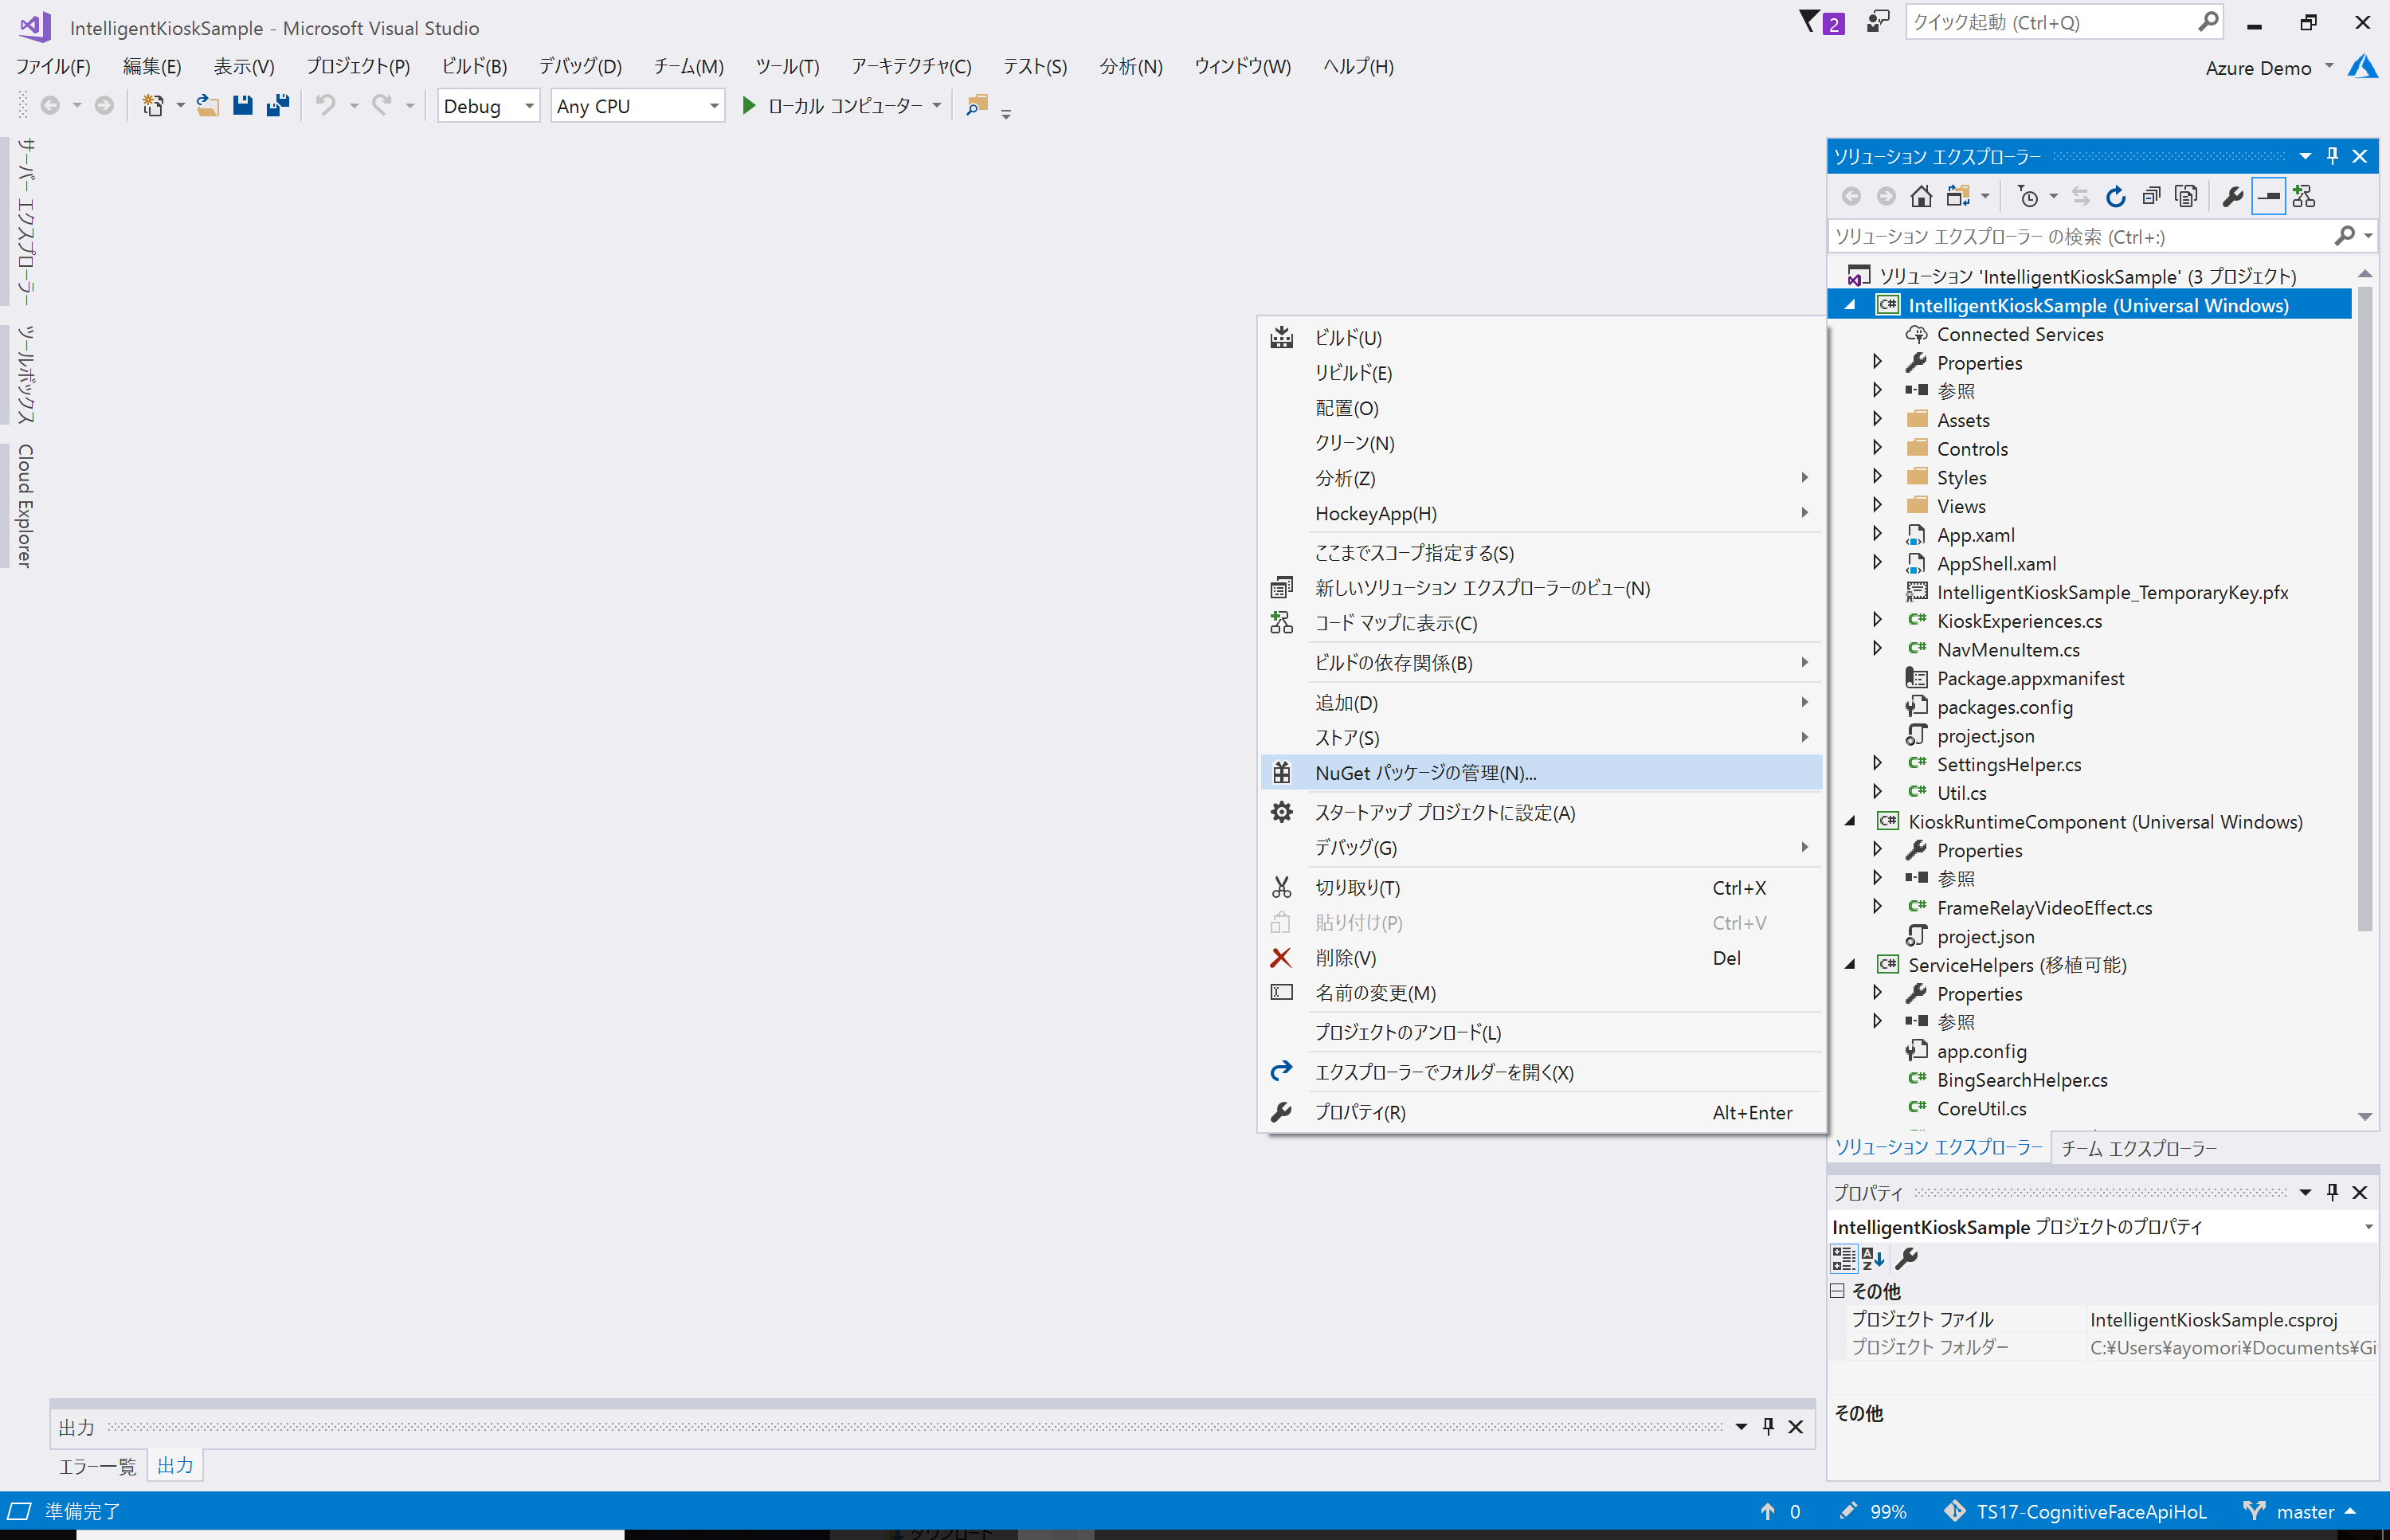 IntelligentKioskSample - Microsoft Visual Studio
2
クイック起動 (Ctrl+Q)
ファイル(F) 編集(E) 表示(V) プロジェクト(P) ビルド(B) デバッグ(D) チーム(M) ツール(T) アーキテクチャ(C) テスト(S) 分析(N) ウィンドウ(W) ヘルプ(H)
Azure Demo
Debug Any CPU ローカル コンピューター
サーバー エクスプローラー
ツールボックス
Cloud Explorer
ビルド(U)
リビルド(E)
配置(O)
クリーン(N)
分析(Z)
HockeyApp(H)
ここまでスコープ指定する(S)
新しいソリューション エクスプローラーのビュー(N)
コード マップに表示(C)
ビルドの依存関係(B)
追加(D)
ストア(S)
NuGet パッケージの管理(N)...
スタートアップ プロジェクトに設定(A)
デバッグ(G)
切り取り(T) Ctrl+X
貼り付け(P) Ctrl+V
削除(V) Del
名前の変更(M)
プロジェクトのアンロード(L)
エクスプローラーでフォルダーを開く(X)
プロパティ(R) Alt+Enter
ソリューション エクスプローラー
ソリューション エクスプローラー の検索 (Ctrl+:)
ソリューション 'IntelligentKioskSample' (3 プロジェクト)
C# IntelligentKioskSample (Universal Windows)
Connected Services
Properties
参照
Assets
Controls
Styles
Views
App.xaml
AppShell.xaml
IntelligentKioskSample_TemporaryKey.pfx
C# KioskExperiences.cs
C# NavMenuItem.cs
Package.appxmanifest
packages.config
project.json
C# SettingsHelper.cs
C# Util.cs
C# KioskRuntimeComponent (Universal Windows)
Properties
参照
C# FrameRelayVideoEffect.cs
project.json
C# ServiceHelpers (移植可能)
Properties
参照
app.config
C# BingSearchHelper.cs
C# CoreUtil.cs
ソリューション エクスプローラー チーム エクスプローラー
プロパティ
IntelligentKioskSample プロジェクトのプロパティ
その他
プロジェクト ファイル IntelligentKioskSample.csproj
プロジェクト フォルダー C:¥Users¥ayomori¥Documents¥Gi
その他
出力
エラー一覧 出力
準備完了 0 99% TS17-CognitiveFaceApiHoL master